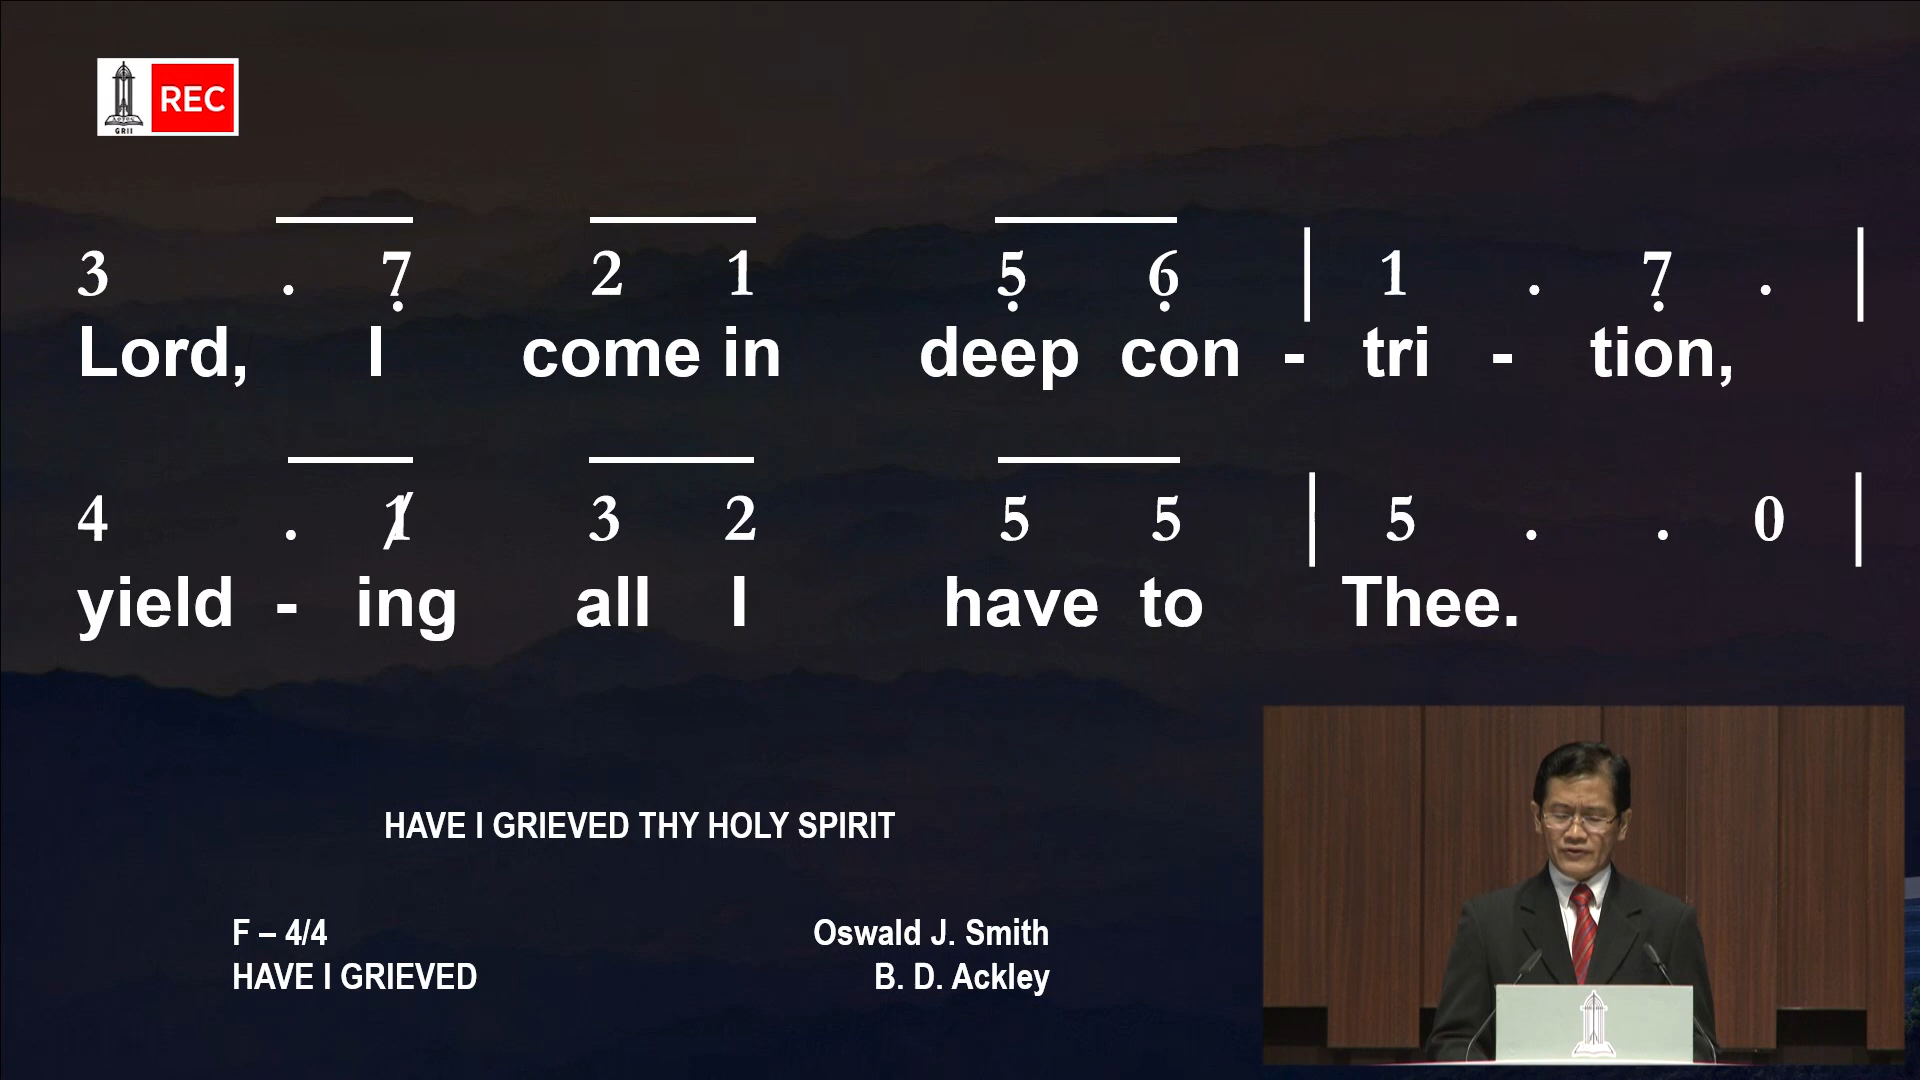 GRII
REC
3 . 7̣ 2 1 5̣ 6̣ | 1 . 7̣ . |
Lord, I come in deep con - tri - tion,
4 . 1̸ 3 2 5 5 | 5 . . 0 |
yield - ing all I have to Thee.
HAVE I GRIEVED THY HOLY SPIRIT
F – 4/4 Oswald J. Smith
HAVE I GRIEVED B. D. Ackley